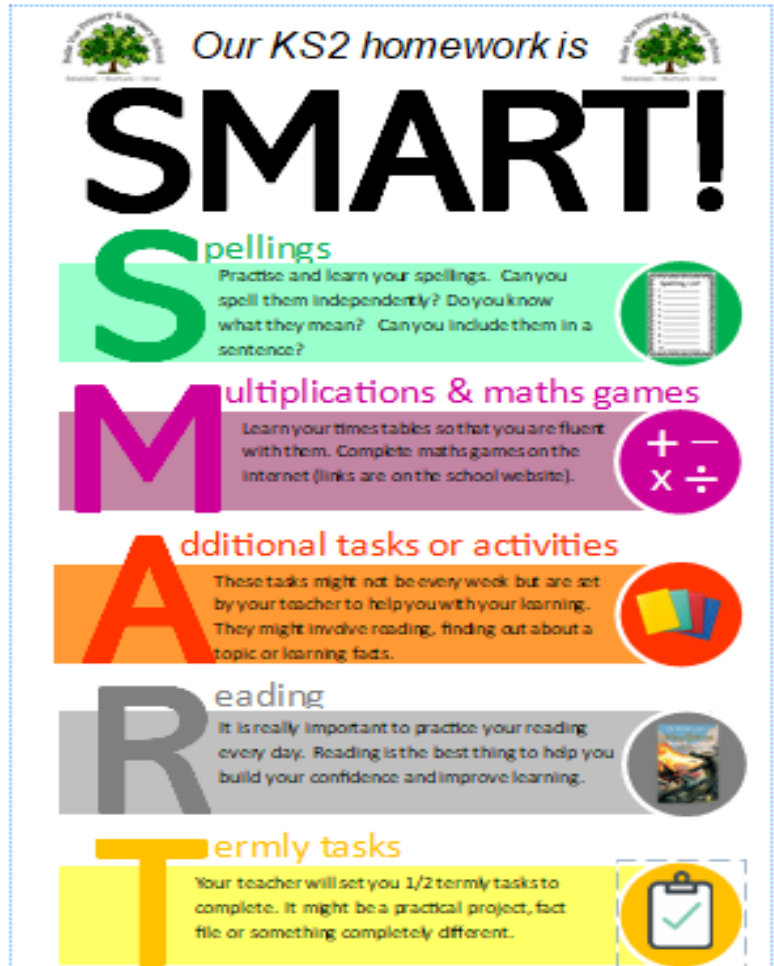 Our KS2 homework is
SMART!
Spellings
Practise and learn your spellings. Can you
spell them independently? Do you know
what they mean? Can you include them in a
sentence?
Multiplications & maths games
Learn your times tables so that you are fluent
with them. Complete maths games on the
internet (links are on the school website).
+ −
x ÷
Additional tasks or activities
These tasks might not be every week but are set
by your teacher to help you with your learning.
They might involve reading, finding out about a
topic or learning facts.
Reading
It is really important to practice your reading
every day. Reading is the best thing to help you
build your confidence and improve learning.
Termly tasks
Your teacher will set you 1/2 termly tasks to
complete. It might be a practical project, fact
file or something completely different.